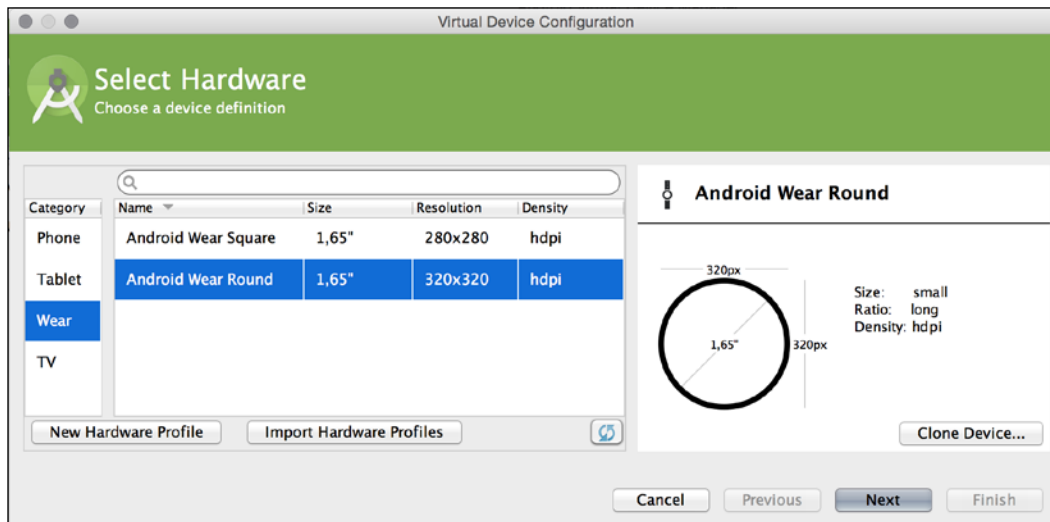 Virtual Device Configuration
Select Hardware
Choose a device definition
Category
Name Size Resolution Density
Phone
Tablet
Wear
TV
Android Wear Square 1,65" 280x280 hdpi
Android Wear Round 1,65" 320x320 hdpi
New Hardware Profile
Import Hardware Profiles
Android Wear Round
320px
1,65"
320px
Size: small
Ratio: long
Density: hdpi
Clone Device...
Cancel
Previous
Next
Finish